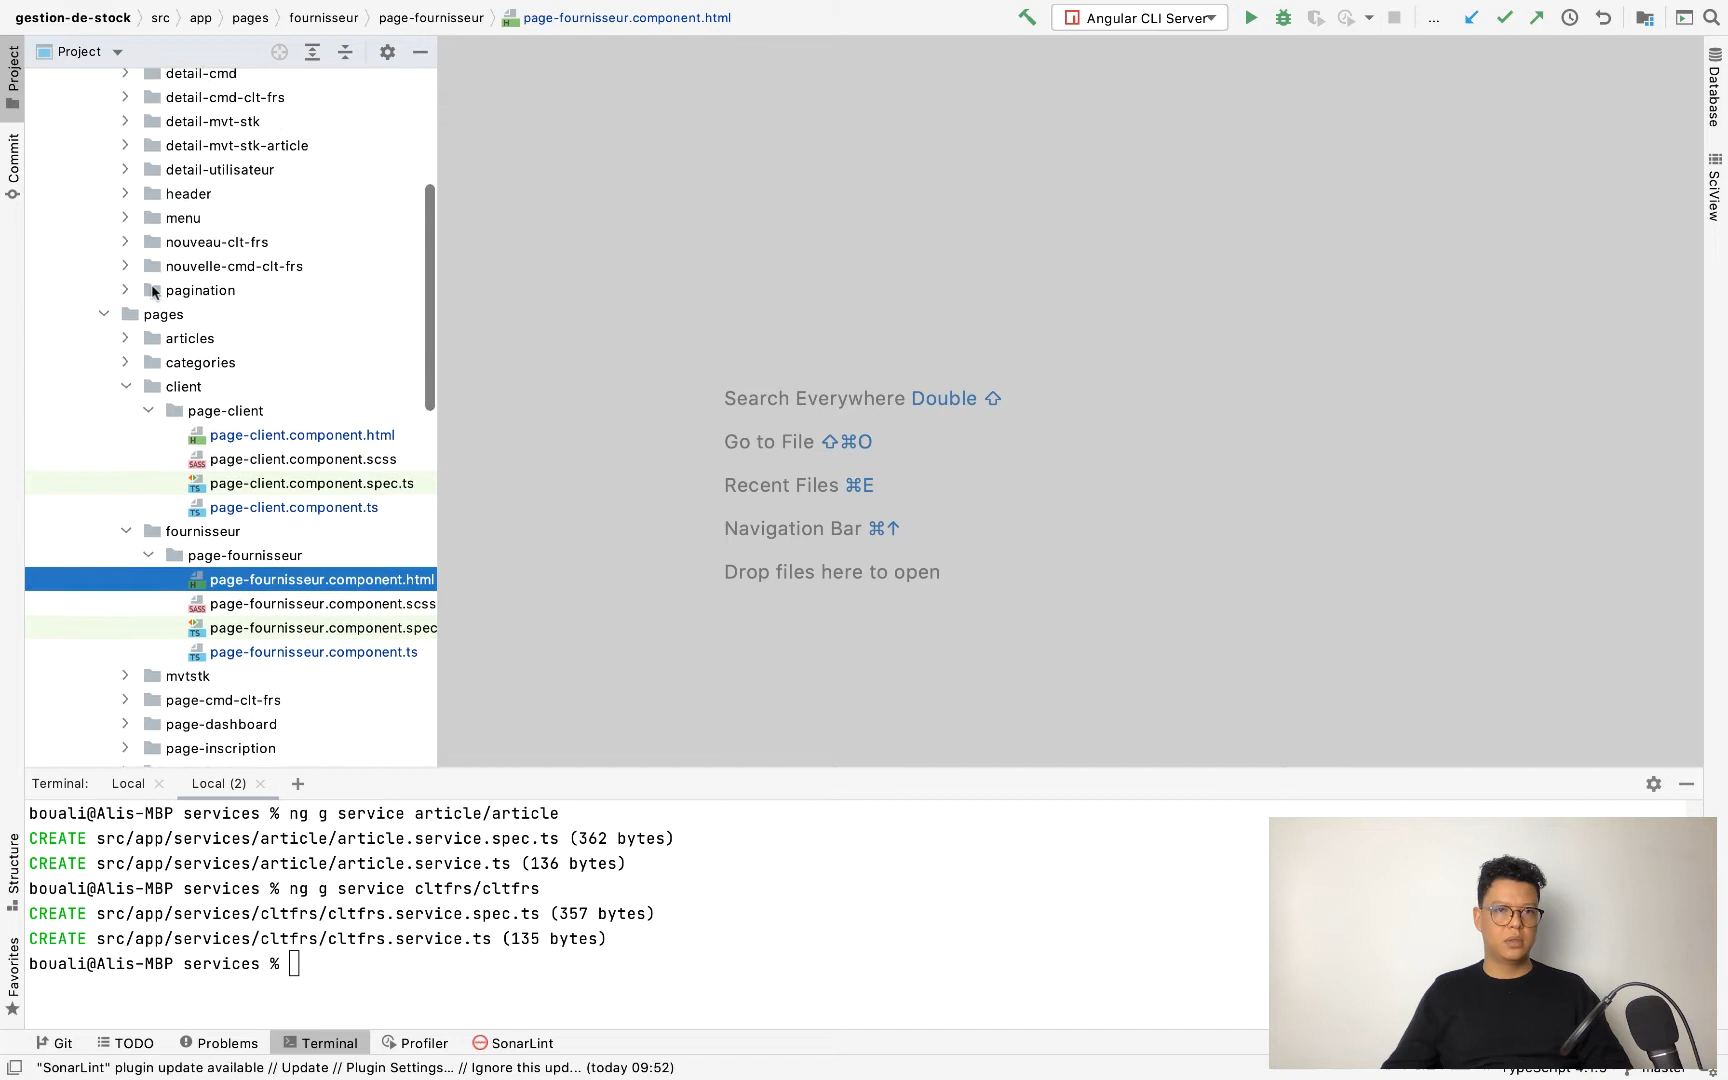 gestion-de-stock
src
app
pages
fournisseur
page-fournisseur
page-fournisseur.component.html
Angular CLI Server
...
Project
Project
Commit
Structure
Favorites
Database
SciView
detail-cmd
detail-cmd-clt-frs
detail-mvt-stk
detail-mvt-stk-article
detail-utilisateur
header
menu
nouveau-clt-frs
nouvelle-cmd-clt-frs
pagination
pages
articles
categories
client
page-client
page-client.component.html
page-client.component.scss
page-client.component.spec.ts
page-client.component.ts
fournisseur
page-fournisseur
page-fournisseur.component.html
page-fournisseur.component.scss
page-fournisseur.component.spec
page-fournisseur.component.ts
mvtstk
page-cmd-clt-frs
page-dashboard
page-inscription
Search Everywhere Double ⇧
Go to File ⇧⌘O
Recent Files ⌘E
Navigation Bar ⌘↑
Drop files here to open
Terminal:
Local
Local (2)
bouali@Alis-MBP services % ng g service article/article
CREATE src/app/services/article/article.service.spec.ts (362 bytes)
CREATE src/app/services/article/article.service.ts (136 bytes)
bouali@Alis-MBP services % ng g service cltfrs/cltfrs
CREATE src/app/services/cltfrs/cltfrs.service.spec.ts (357 bytes)
CREATE src/app/services/cltfrs/cltfrs.service.ts (135 bytes)
bouali@Alis-MBP services %
Git
TODO
Problems
Terminal
Profiler
SonarLint
"SonarLint" plugin update available // Update // Plugin Settings... // Ignore this upd... (today 09:52)